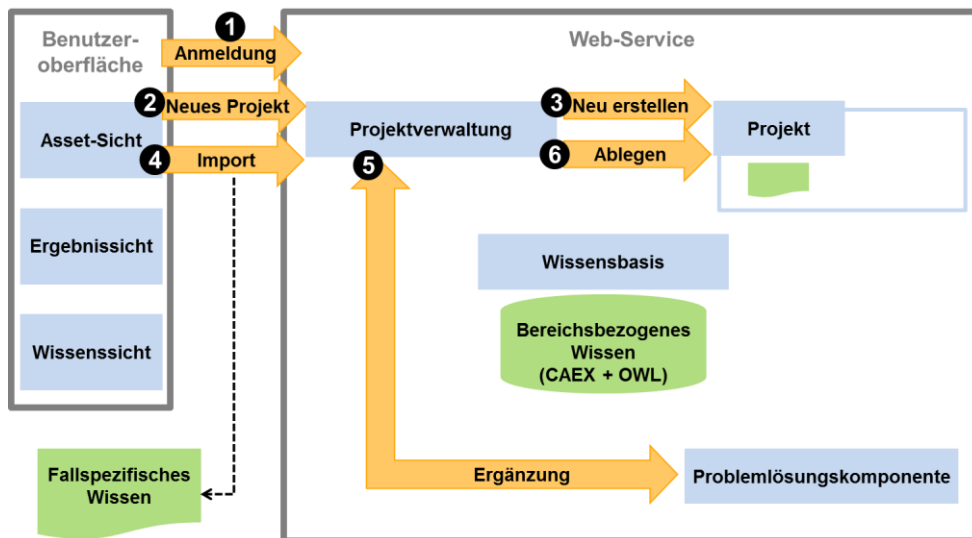 Benutzer-
oberfläche
1
Anmeldung
Web-Service
2
Neues Projekt
3
Neu erstellen
Asset-Sicht
Projektverwaltung
Projekt
4
Import
5
6
Ablegen
Ergebnissicht
Wissensbasis
Wissenssicht
Bereichsbezogenes
Wissen
(CAEX + OWL)
Fallspezifisches
Wissen
Ergänzung
Problemlösungskomponente